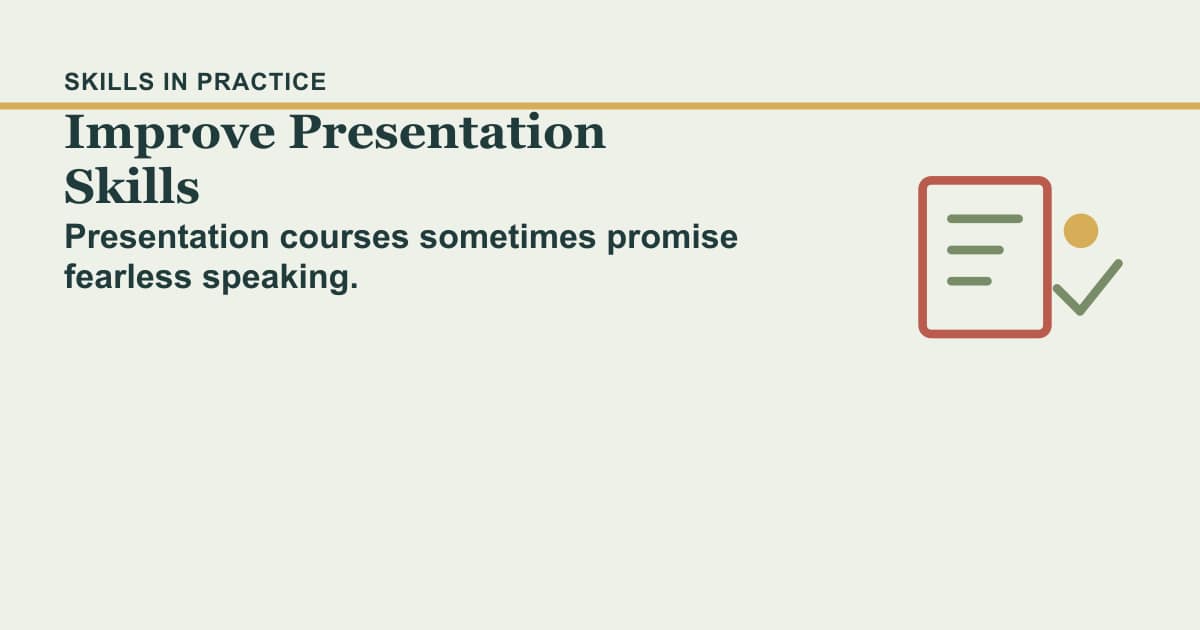 SKILLS IN PRACTICE
Improve Presentation
Skills
Presentation courses sometimes promise
fearless speaking.